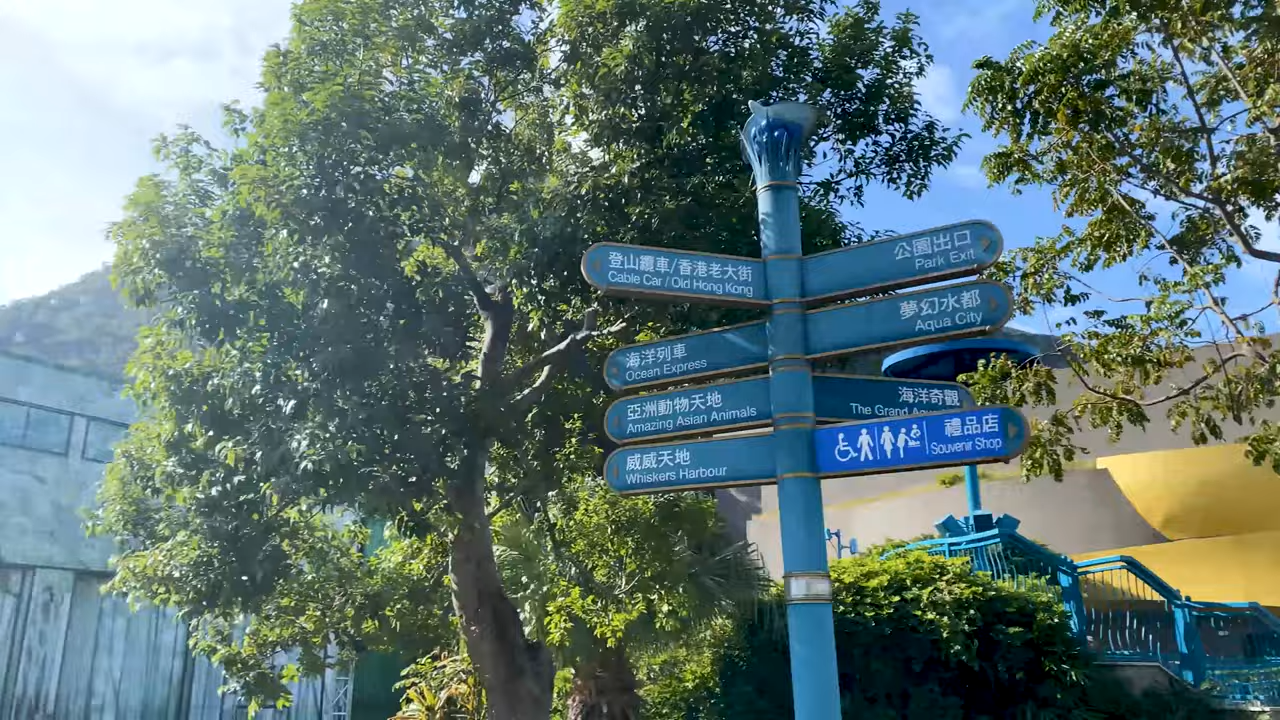 登山纜車/香港老大街
Cable Car / Old Hong Kong
公園出口
Park Exit
夢幻水都
Aqua City
海洋列車
Ocean Express
亞洲動物天地
Amazing Asian Animals
海洋奇觀
The Grand
威威天地
Whiskers Harbour
禮品店
Souvenir Shop